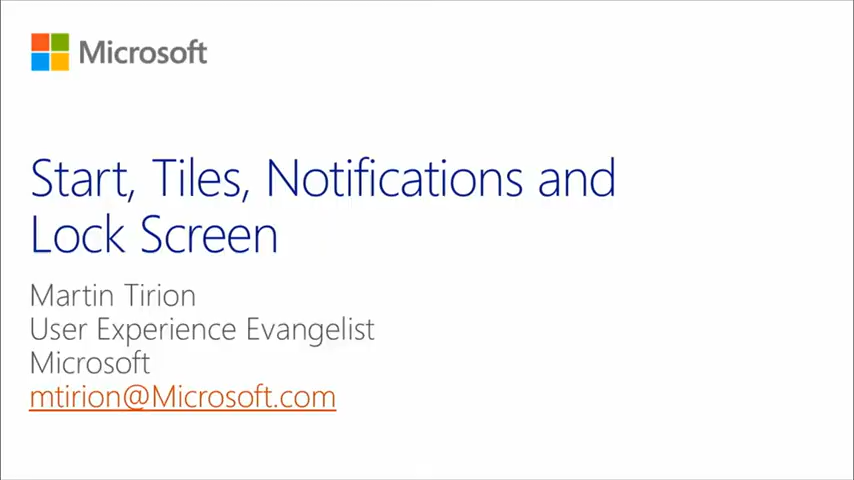 Microsoft
Start, Tiles, Notifications and
Lock Screen
Martin Tirion
User Experience Evangelist
Microsoft
mtirion@Microsoft.com